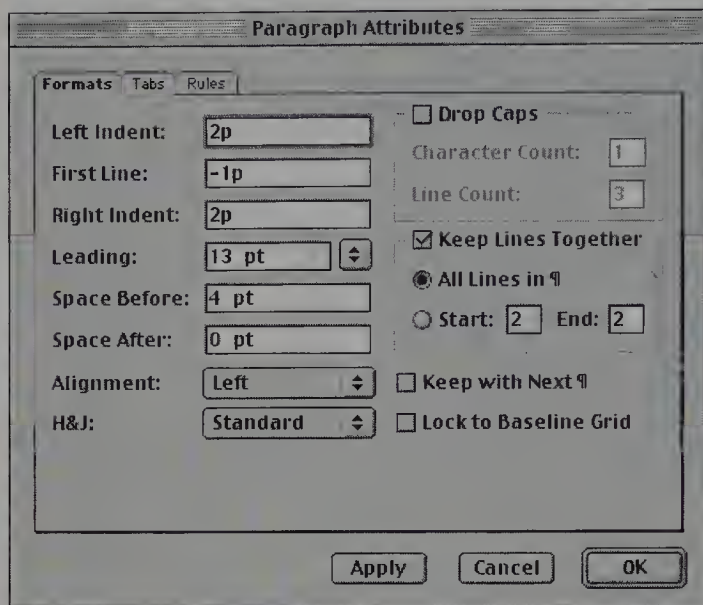 Paragraph Attributes
Formats Tabs Rules
Left Indent: 2p
First Line: -1p
Right Indent: 2p
Leading: 13 pt
Space Before: 4 pt
Space After: 0 pt
Alignment: Left
H&J: Standard
Drop Caps
Character Count: 1
Line Count: 3
Keep Lines Together
All Lines in ¶
Start: 2 End: 2
Keep with Next ¶
Lock to Baseline Grid
Apply Cancel OK